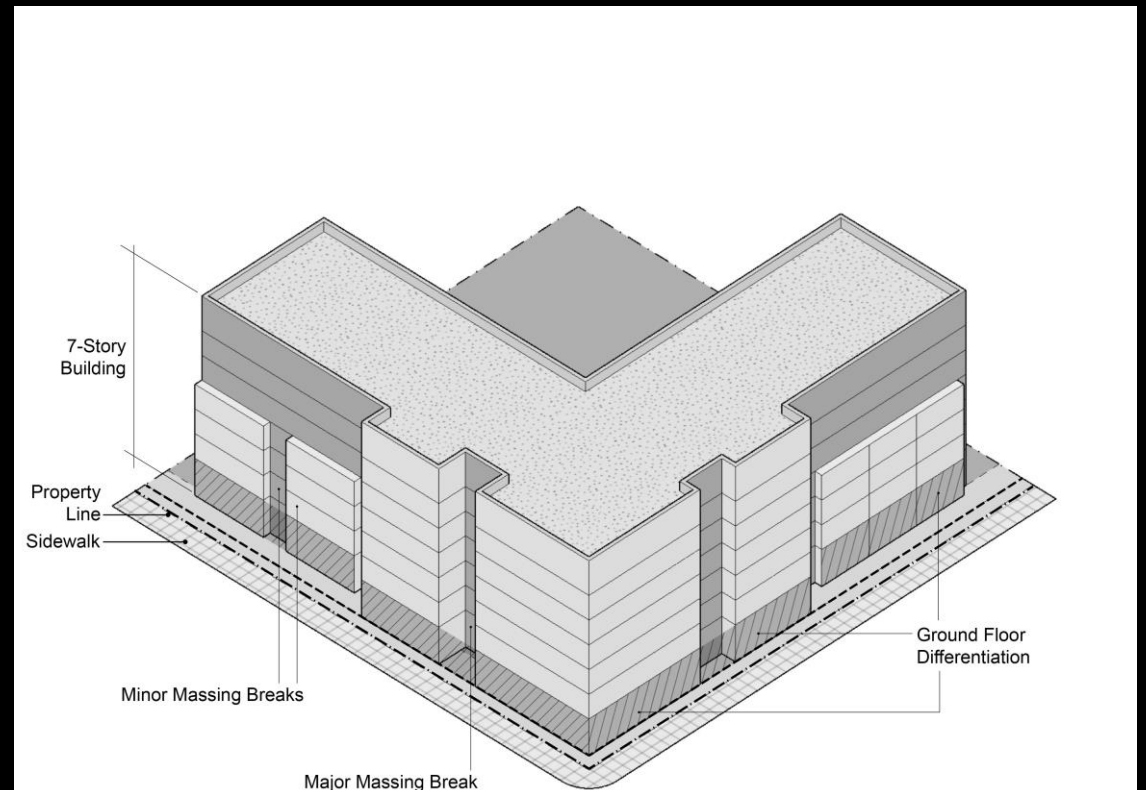 7-Story
Building
Property
Line
Sidewalk
Ground Floor
Differentiation
Minor Massing Breaks
Major Massing Break